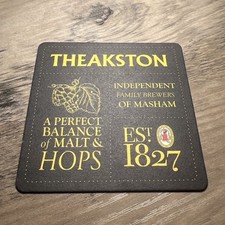 THEAKSTON
INDEPENDENT
FAMILY BREWERS
OF MASHAM
A PERFECT
BALANCE
of MALT &
HOPS
EST.
1827